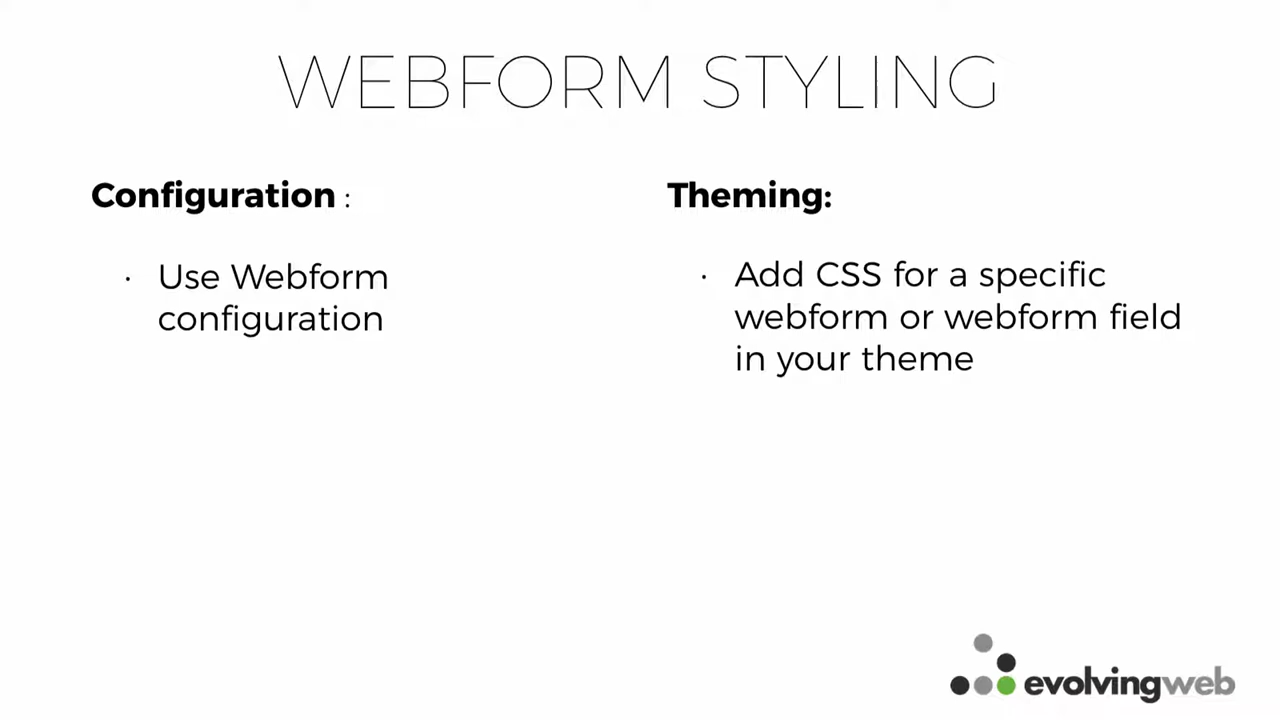 WEBFORM STYLING
Configuration :
· Use Webform
configuration
Theming:
· Add CSS for a specific
webform or webform field
in your theme
evolvingweb